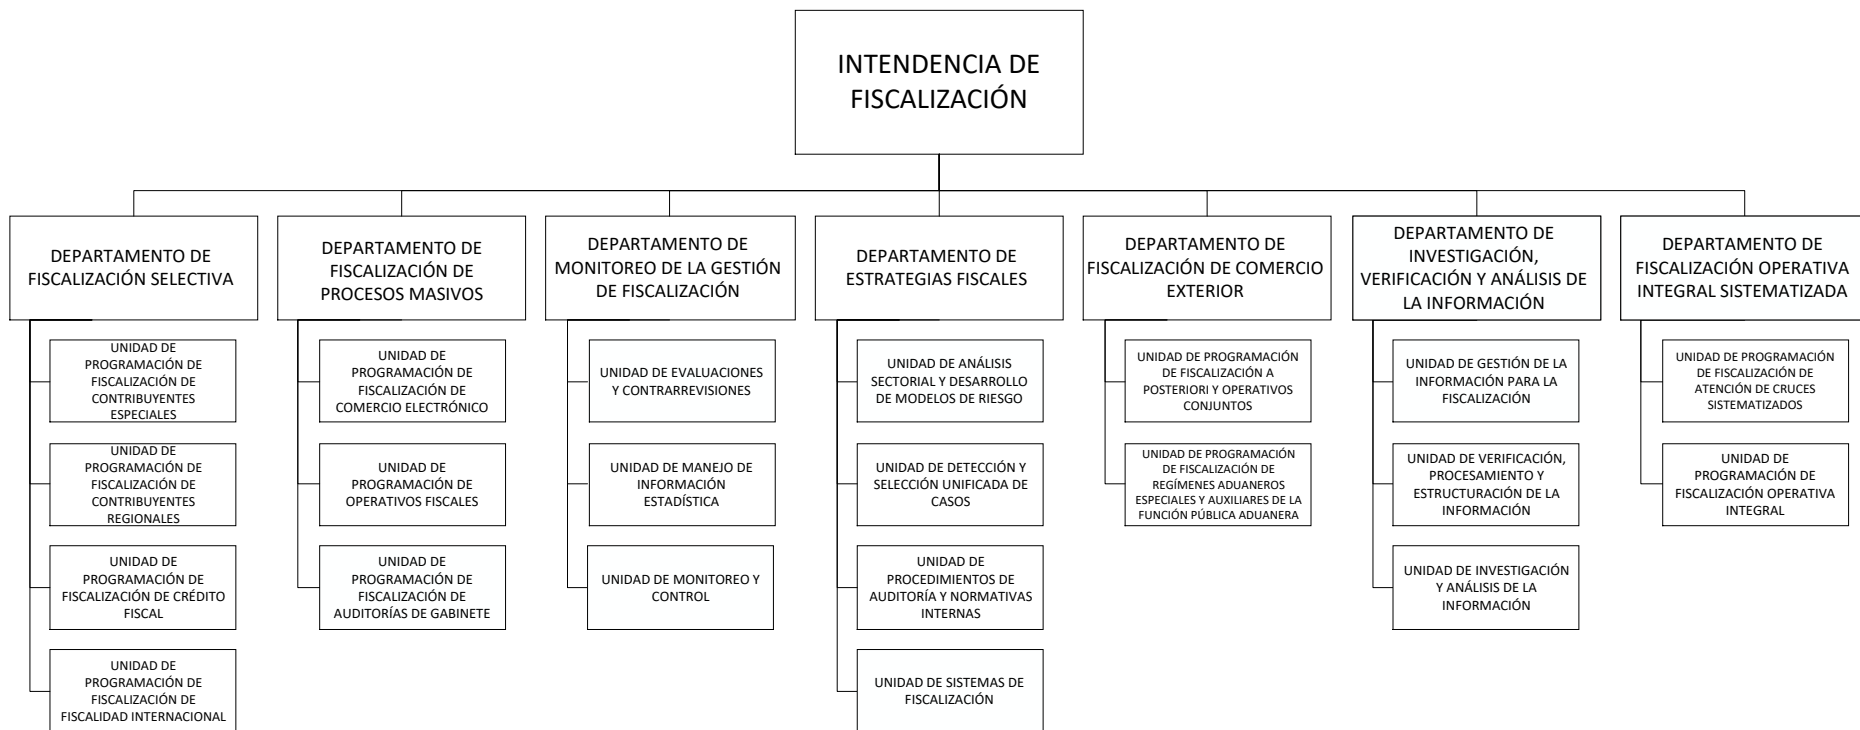 INTENDENCIA DE
FISCALIZACIÓN
DEPARTAMENTO DE
FISCALIZACIÓN SELECTIVA
DEPARTAMENTO DE
FISCALIZACIÓN DE
PROCESOS MASIVOS
DEPARTAMENTO DE
MONITOREO DE LA GESTIÓN
DE FISCALIZACIÓN
DEPARTAMENTO DE
ESTRATEGIAS FISCALES
DEPARTAMENTO DE
FISCALIZACIÓN DE COMERCIO
EXTERIOR
DEPARTAMENTO DE
INVESTIGACIÓN,
VERIFICACIÓN Y ANÁLISIS DE
LA INFORMACIÓN
DEPARTAMENTO DE
FISCALIZACIÓN OPERATIVA
INTEGRAL SISTEMATIZADA
UNIDAD DE
PROGRAMACIÓN DE
FISCALIZACIÓN DE
CONTRIBUYENTES
ESPECIALES
UNIDAD DE
PROGRAMACIÓN DE
FISCALIZACIÓN DE
COMERCIO ELECTRÓNICO
UNIDAD DE EVALUACIONES
Y CONTRARREVISIONES
UNIDAD DE ANÁLISIS
SECTORIAL Y DESARROLLO
DE MODELOS DE RIESGO
UNIDAD DE PROGRAMACIÓN
DE FISCALIZACIÓN A
POSTERIORI Y OPERATIVOS
CONJUNTOS
UNIDAD DE GESTIÓN DE LA
INFORMACIÓN PARA LA
FISCALIZACIÓN
UNIDAD DE PROGRAMACIÓN
DE FISCALIZACIÓN DE
ATENCIÓN DE CRUCES
SISTEMATIZADOS
UNIDAD DE
PROGRAMACIÓN DE
FISCALIZACIÓN DE
CONTRIBUYENTES
REGIONALES
UNIDAD DE
PROGRAMACIÓN DE
OPERATIVOS FISCALES
UNIDAD DE MANEJO DE
INFORMACIÓN
ESTADÍSTICA
UNIDAD DE DETECCIÓN Y
SELECCIÓN UNIFICADA DE
CASOS
UNIDAD DE PROGRAMACIÓN
DE FISCALIZACIÓN DE
REGÍMENES ADUANEROS
ESPECIALES Y AUXILIARES DE LA
FUNCIÓN PÚBLICA ADUANERA
UNIDAD DE VERIFICACIÓN,
PROCESAMIENTO Y
ESTRUCTURACIÓN DE LA
INFORMACIÓN
UNIDAD DE
PROGRAMACIÓN DE
FISCALIZACIÓN OPERATIVA
INTEGRAL
UNIDAD DE
PROGRAMACIÓN DE
FISCALIZACIÓN DE CRÉDITO
FISCAL
UNIDAD DE
PROGRAMACIÓN DE
FISCALIZACIÓN DE
AUDITORÍAS DE GABINETE
UNIDAD DE MONITOREO Y
CONTROL
UNIDAD DE
PROCEDIMIENTOS DE
AUDITORÍA Y NORMATIVAS
INTERNAS
UNIDAD DE INVESTIGACIÓN
Y ANÁLISIS DE LA
INFORMACIÓN
UNIDAD DE
PROGRAMACIÓN DE
FISCALIZACIÓN DE
FISCALIDAD INTERNACIONAL
UNIDAD DE SISTEMAS DE
FISCALIZACIÓN